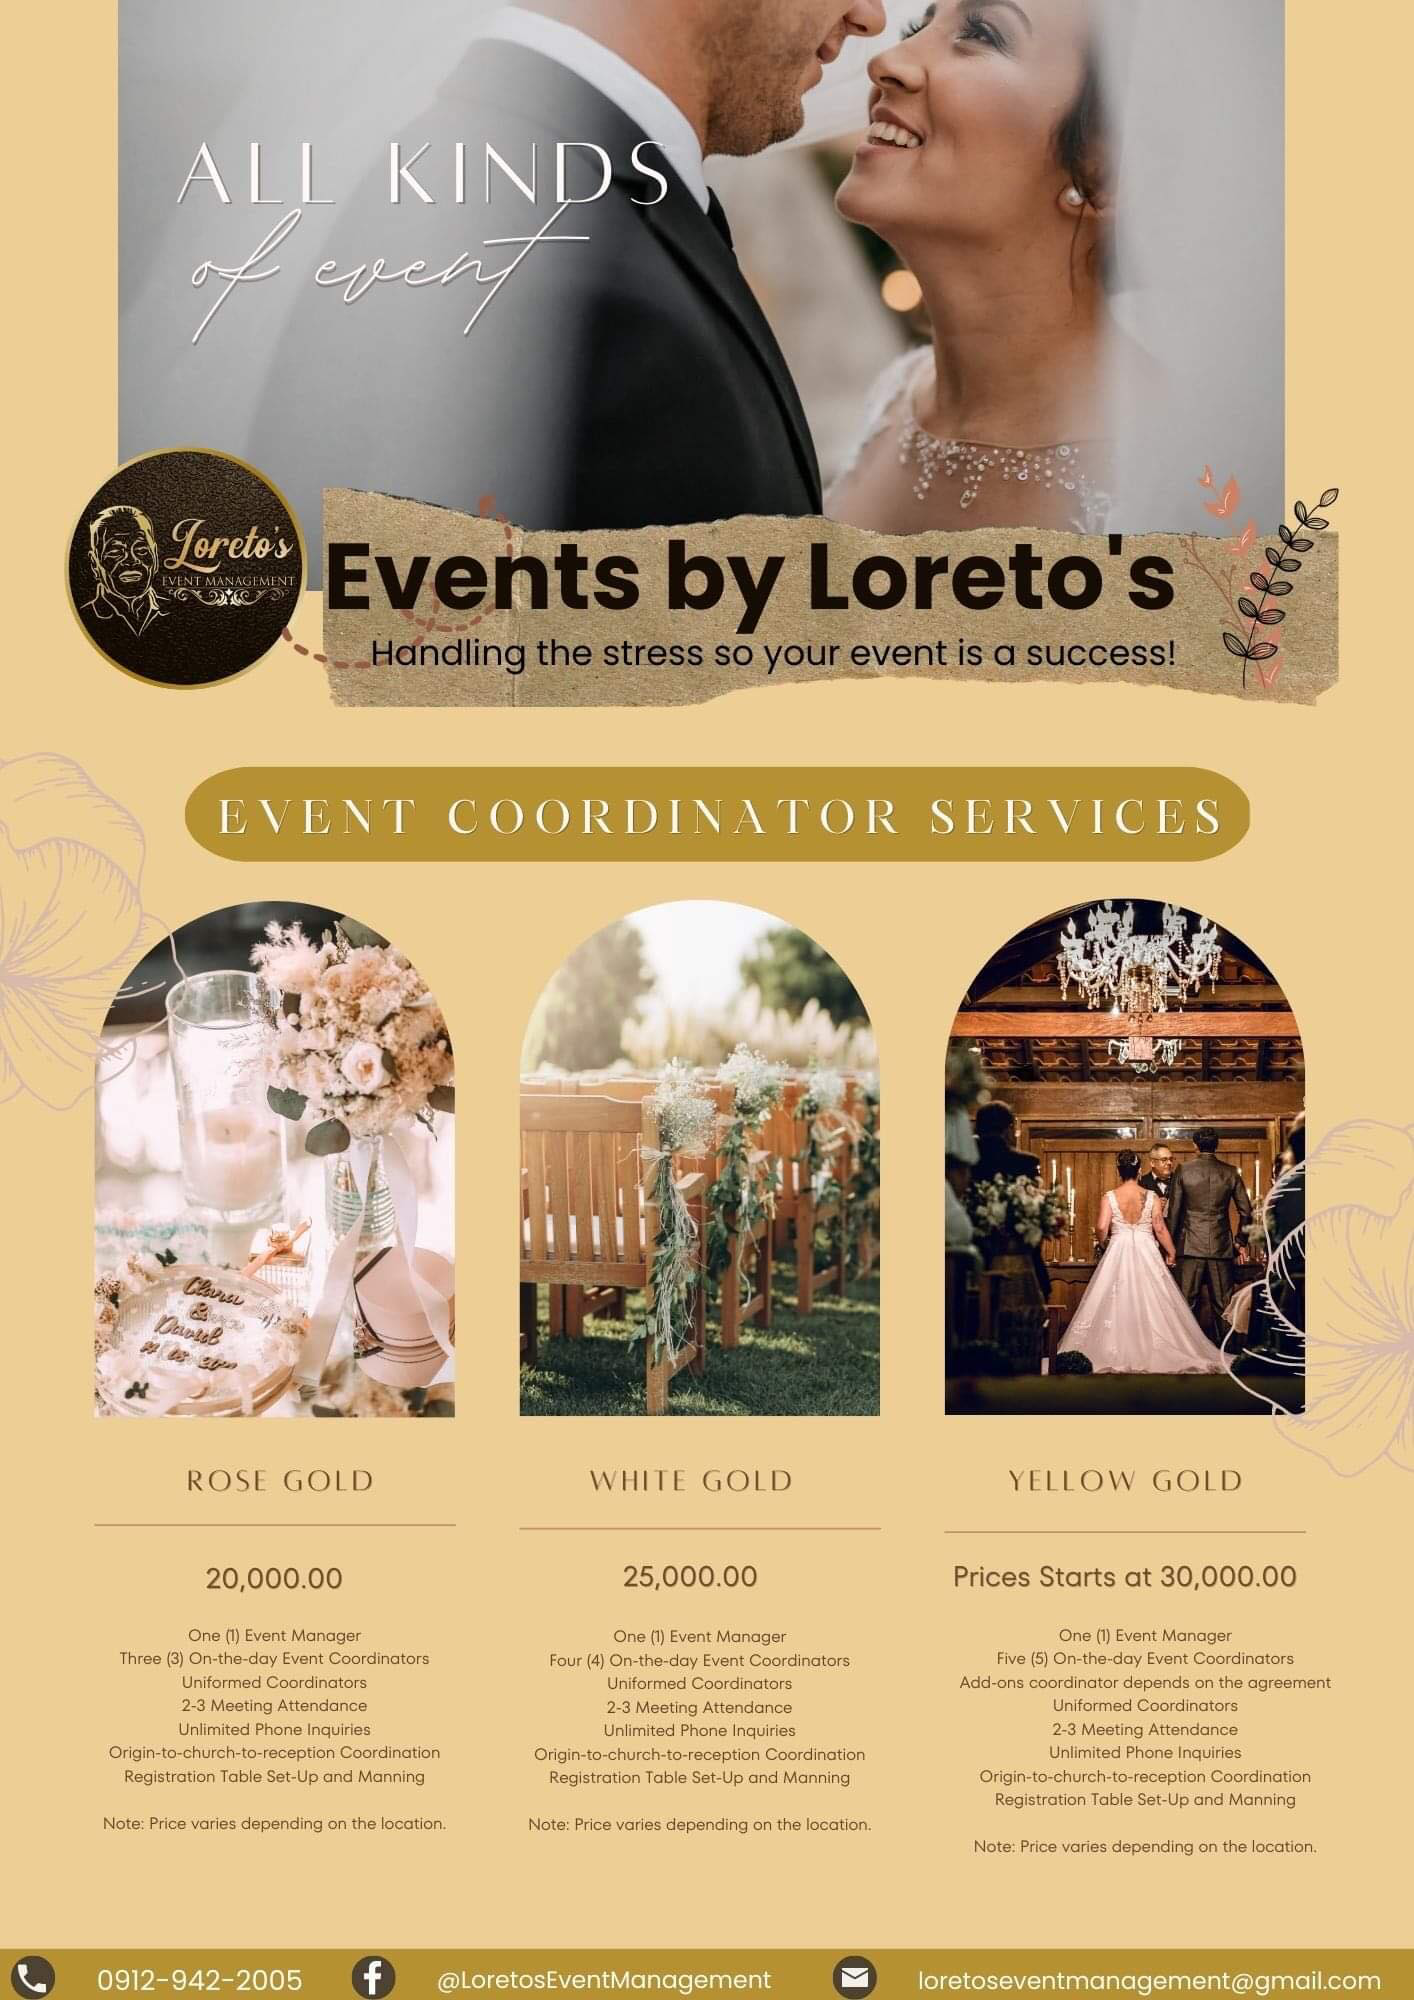 ALL KINDS
of event
Loreto's
EVENT MANAGEMENT
Events by Loreto's
Handling the stress so your event is a success!
EVENT COORDINATOR SERVICES
Clara
&
David
ROSE GOLD
20,000.00
One (1) Event Manager
Three (3) On-the-day Event Coordinators
Uniformed Coordinators
2-3 Meeting Attendance
Unlimited Phone Inquiries
Origin-to-church-to-reception Coordination
Registration Table Set-Up and Manning
Note: Price varies depending on the location.
WHITE GOLD
25,000.00
One (1) Event Manager
Four (4) On-the-day Event Coordinators
Uniformed Coordinators
2-3 Meeting Attendance
Unlimited Phone Inquiries
Origin-to-church-to-reception Coordination
Registration Table Set-Up and Manning
Note: Price varies depending on the location.
YELLOW GOLD
Prices Starts at 30,000.00
One (1) Event Manager
Five (5) On-the-day Event Coordinators
Add-ons coordinator depends on the agreement
Uniformed Coordinators
2-3 Meeting Attendance
Unlimited Phone Inquiries
Origin-to-church-to-reception Coordination
Registration Table Set-Up and Manning
Note: Price varies depending on the location.
0912-942-2005
@LoretosEventManagement
loretoseventmanagement@gmail.com